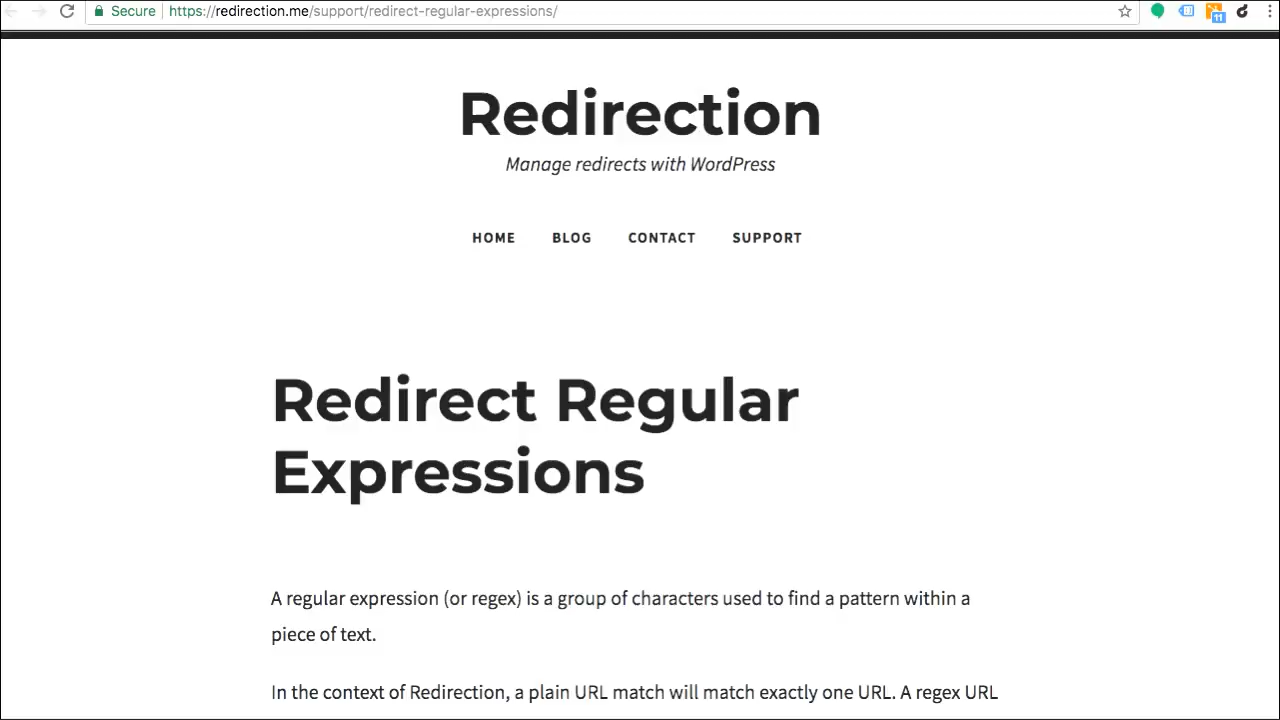 Secure https://redirection.me/support/redirect-regular-expressions/
11
Redirection
Manage redirects with WordPress
HOME BLOG CONTACT SUPPORT
Redirect Regular
Expressions
A regular expression (or regex) is a group of characters used to find a pattern within a
piece of text.
In the context of Redirection, a plain URL match will match exactly one URL. A regex URL